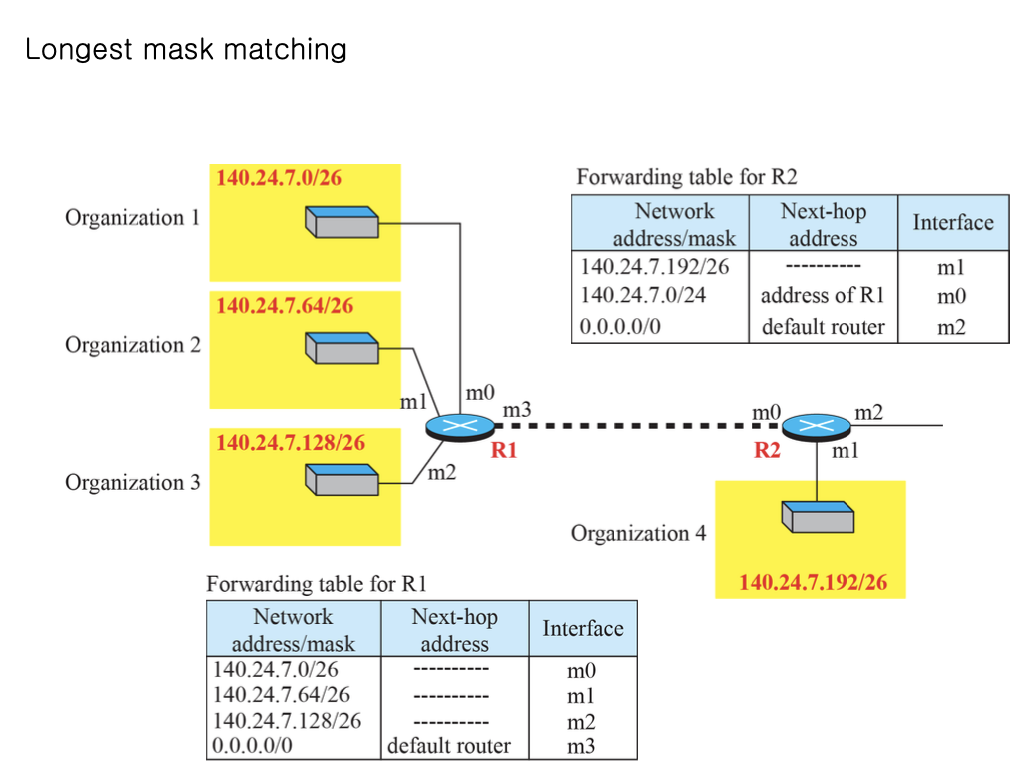 Longest mask matching
140.24.7.0/26
Organization 1
140.24.7.64/26
Organization 2
140.24.7.128/26
Organization 3
m0
m1
m2
m3
R1
Forwarding table for R2
Network address/mask Next-hop address Interface
140.24.7.192/26 ---------- m1
140.24.7.0/24 address of R1 m0
0.0.0.0/0 default router m2
m0
m2
R2
m1
Organization 4
140.24.7.192/26
Forwarding table for R1
Network address/mask Next-hop address Interface
140.24.7.0/26 ---------- m0
140.24.7.64/26 ---------- m1
140.24.7.128/26 ---------- m2
0.0.0.0/0 default router m3